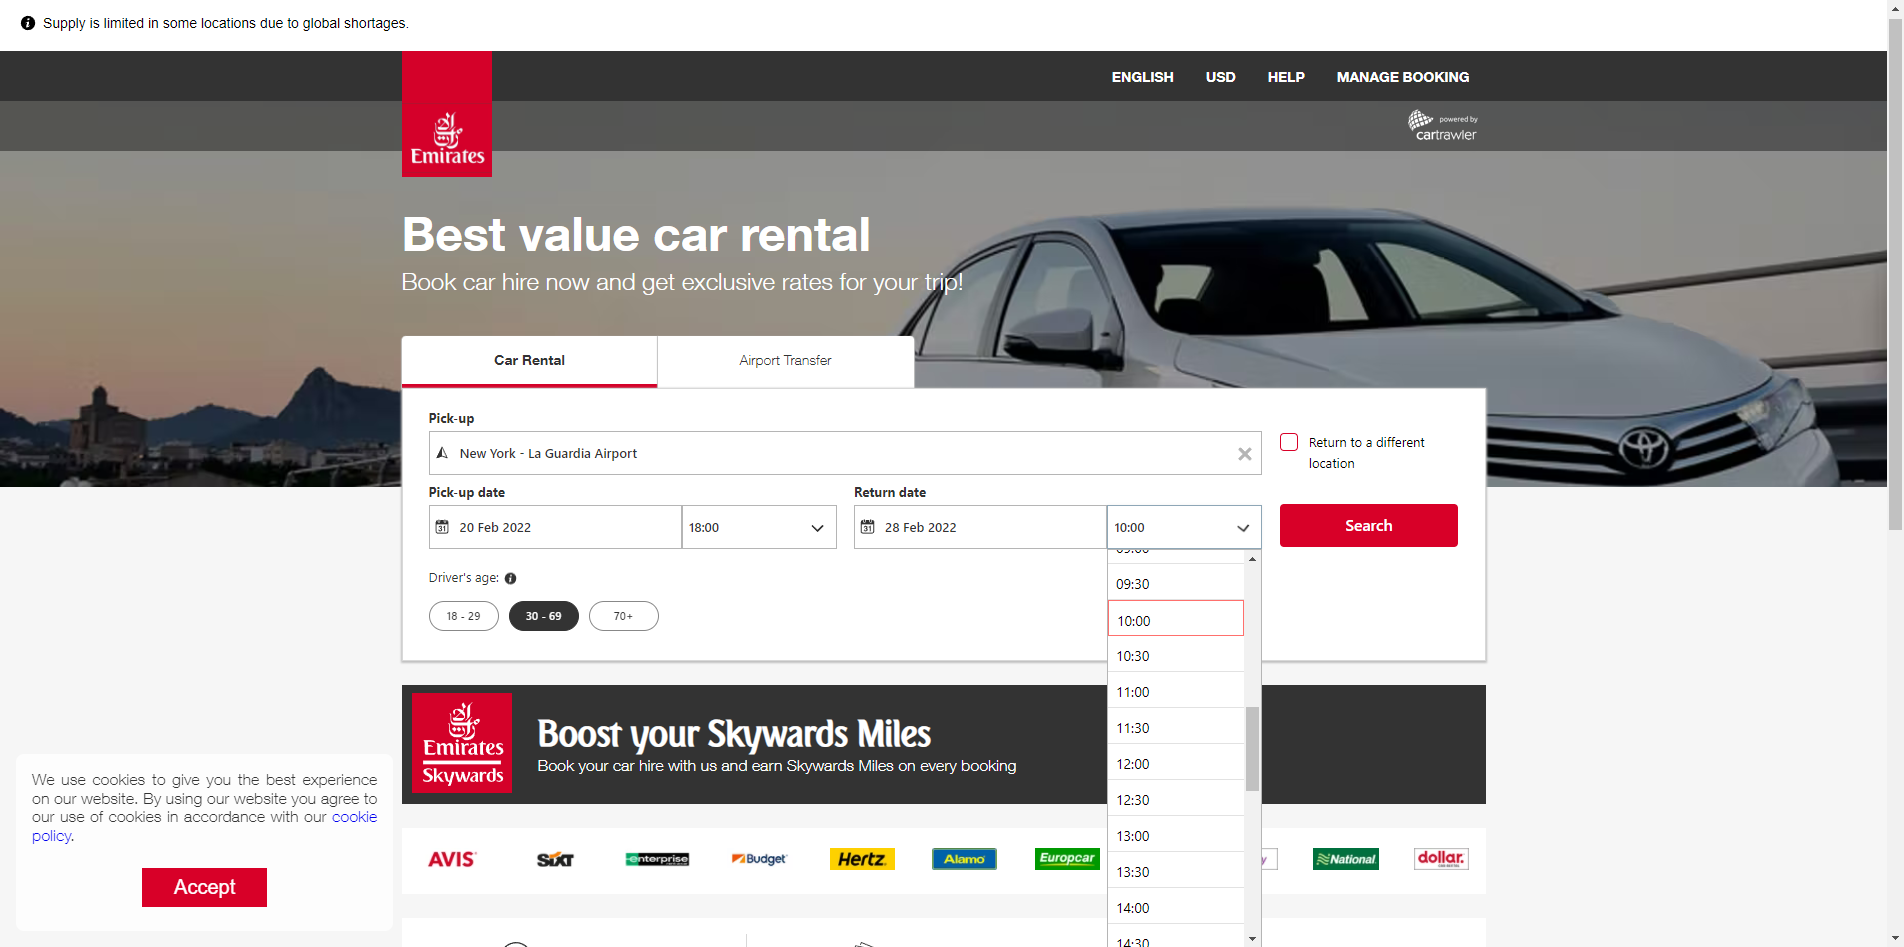 Supply is limited in some locations due to global shortages.
ENGLISH USD HELP MANAGE BOOKING
powered by
cartrawler
Emirates
Best value car rental
Book car hire now and get exclusive rates for your trip!
Car Rental Airport Transfer
Pick-up
New York - La Guardia Airport
Return to a different
location
Pick-up date Return date
31 20 Feb 2022 18:00 31 28 Feb 2022 10:00 Search
Driver's age:
18 - 29 30 - 69 70+
09:30
10:00
10:30
11:00
11:30
12:00
12:30
13:00
13:30
14:00
14:30
Emirates
Skywards
Boost your Skywards Miles
Book your car hire with us and earn Skywards Miles on every booking
AVIS SIXT enterprise Budget Hertz Alamo Europcar National dollar.
We use cookies to give you the best experience
on our website. By using our website you agree to
our use of cookies in accordance with our cookie
policy.
Accept